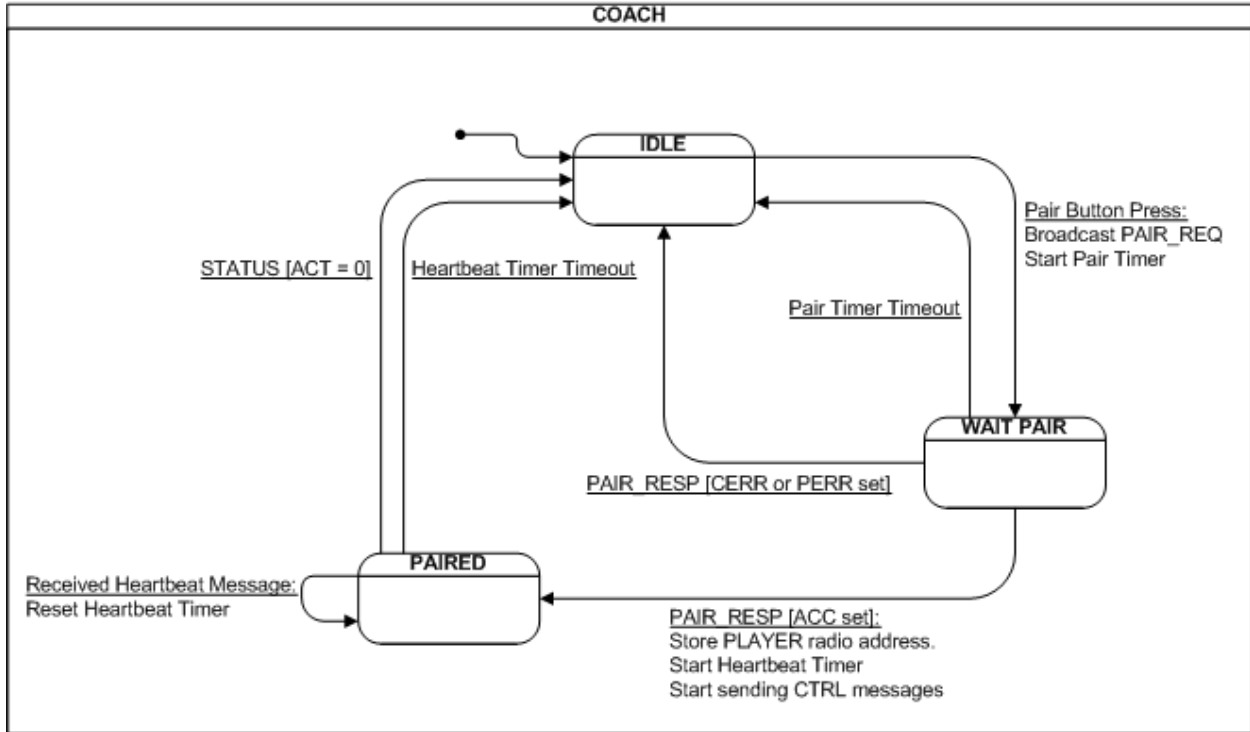 COACH
IDLE
Pair Button Press:
Broadcast PAIR_REQ
Start Pair Timer
STATUS [ACT = 0]
Heartbeat Timer Timeout
Pair Timer Timeout
WAIT PAIR
PAIR_RESP [CERR or PERR set]
PAIRED
Received Heartbeat Message:
Reset Heartbeat Timer
PAIR_RESP [ACC set]:
Store PLAYER radio address.
Start Heartbeat Timer
Start sending CTRL messages